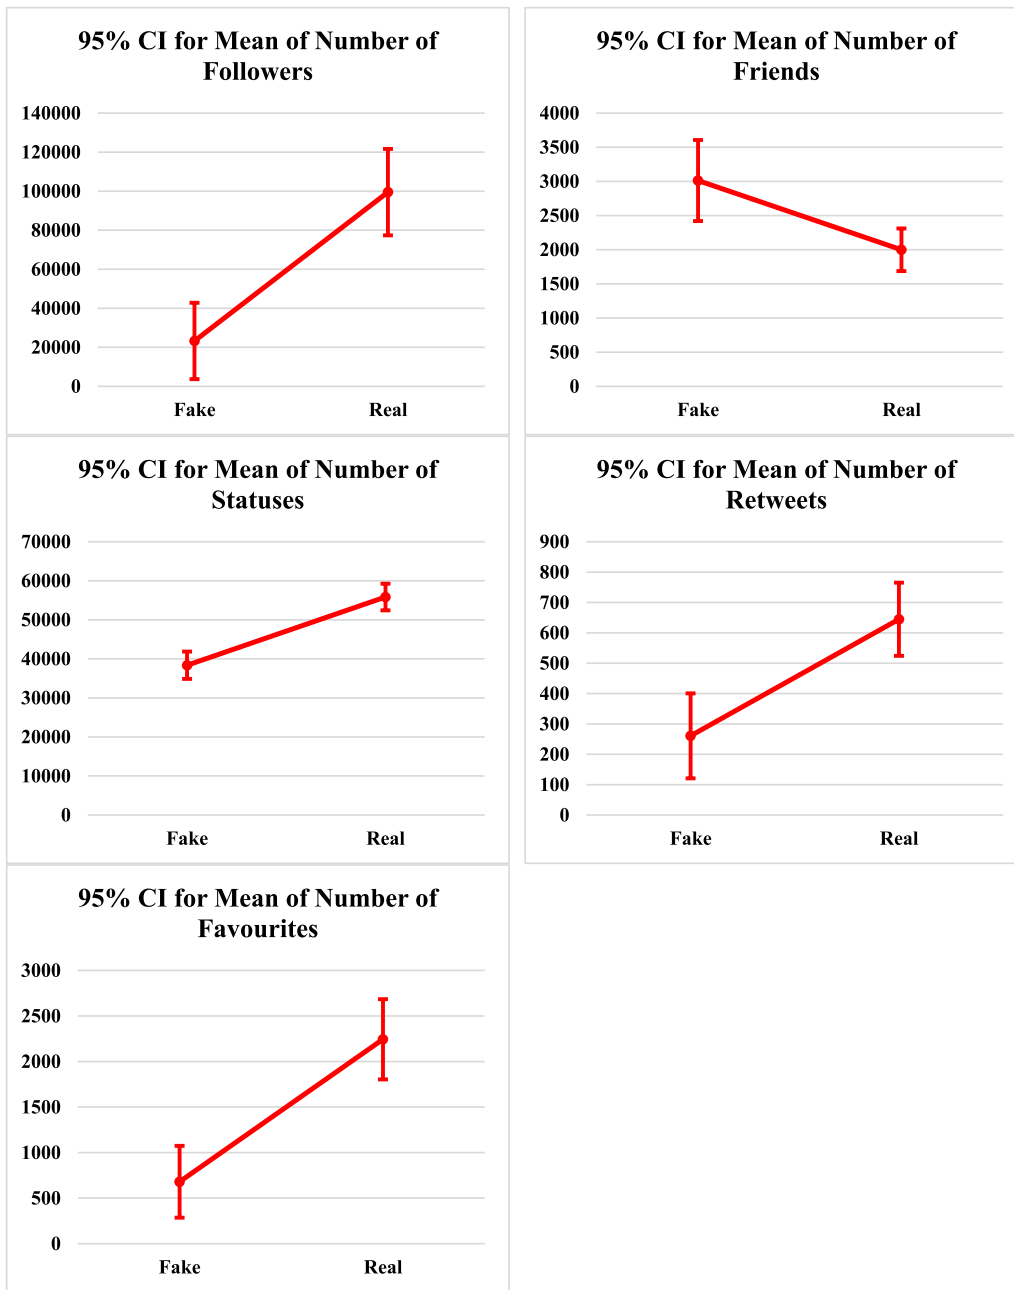 95% CI for Mean of Number of
Followers
140000
120000
100000
80000
60000
40000
20000
0
Fake Real
95% CI for Mean of Number of
Friends
4000
3500
3000
2500
2000
1500
1000
500
0
Fake Real
95% CI for Mean of Number of
Statuses
70000
60000
50000
40000
30000
20000
10000
0
Fake Real
95% CI for Mean of Number of
Retweets
900
800
700
600
500
400
300
200
100
0
Fake Real
95% CI for Mean of Number of
Favourites
3000
2500
2000
1500
1000
500
0
Fake Real